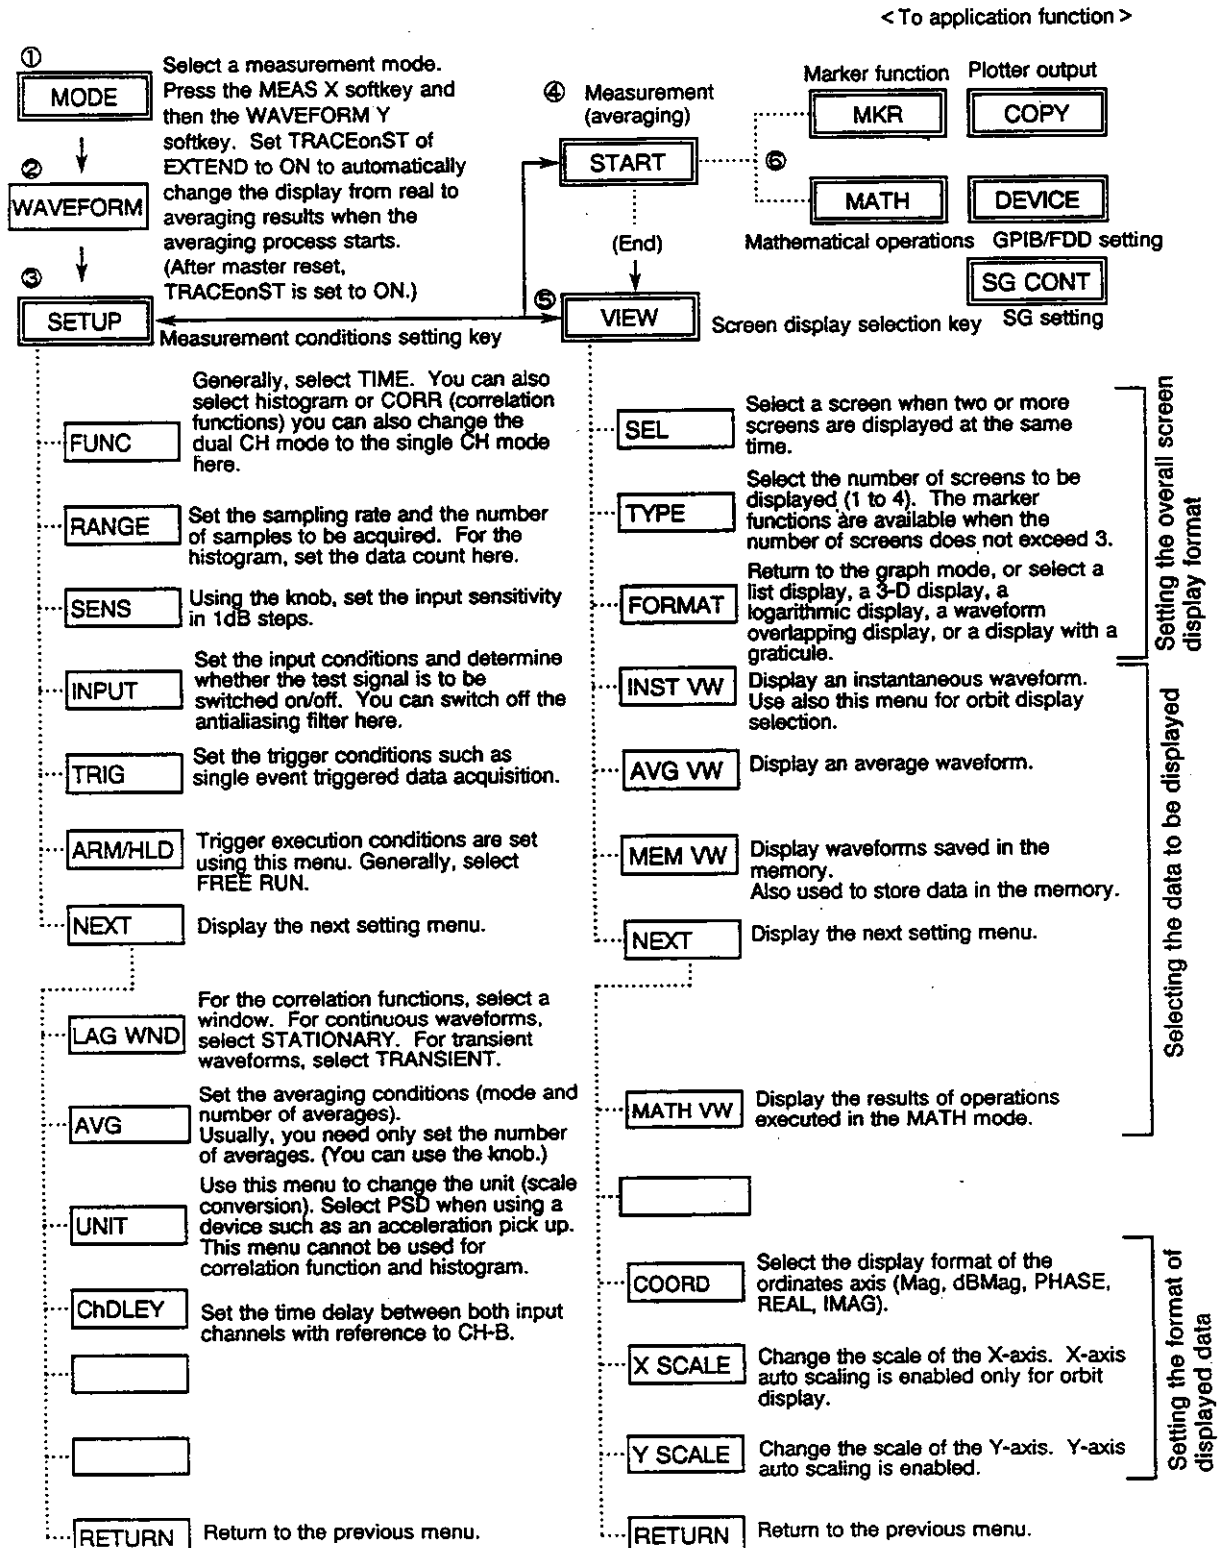 < To application function >
①
MODE
Select a measurement mode.
Press the MEAS X softkey and
then the WAVEFORM Y
softkey. Set TRACEonST of
EXTEND to ON to automatically
change the display from real to
averaging results when the
averaging process starts.
(After master reset,
TRACEonST is set to ON.)
②
WAVEFORM
③
SETUP
Measurement conditions setting key
④ Measurement
(averaging)
START
(End)
⑤
VIEW
Screen display selection key
⑥
Marker function
MKR
Plotter output
COPY
MATH
Mathematical operations
DEVICE
GPIB/FDD setting
SG CONT
SG setting
FUNC
Generally, select TIME. You can also
select histogram or CORR (correlation
functions) you can also change the
dual CH mode to the single CH mode
here.
RANGE
Set the sampling rate and the number
of samples to be acquired. For the
histogram, set the data count here.
SENS
Using the knob, set the input sensitivity
in 1dB steps.
INPUT
Set the input conditions and determine
whether the test signal is to be
switched on/off. You can switch off the
antialiasing filter here.
TRIG
Set the trigger conditions such as
single event triggered data acquisition.
ARM/HLD
Trigger execution conditions are set
using this menu. Generally, select
FREE RUN.
NEXT
Display the next setting menu.
LAG WND
For the correlation functions, select a
window. For continuous waveforms,
select STATIONARY. For transient
waveforms, select TRANSIENT.
AVG
Set the averaging conditions (mode and
number of averages).
Usually, you need only set the number
of averages. (You can use the knob.)
UNIT
Use this menu to change the unit (scale
conversion). Select PSD when using a
device such as an acceleration pick up.
This menu cannot be used for
correlation function and histogram.
ChDLEY
Set the time delay between both input
channels with reference to CH-B.
RETURN
Return to the previous menu.
SEL
Select a screen when two or more
screens are displayed at the same
time.
TYPE
Select the number of screens to be
displayed (1 to 4). The marker
functions are available when the
number of screens does not exceed 3.
FORMAT
Return to the graph mode, or select a
list display, a 3-D display, a
logarithmic display, a waveform
overlapping display, or a display with a
graticule.
Setting the overall screen
display format
INST VW
Display an instantaneous waveform.
Use also this menu for orbit display
selection.
AVG VW
Display an average waveform.
MEM VW
Display waveforms saved in the
memory.
Also used to store data in the memory.
NEXT
Display the next setting menu.
MATH VW
Display the results of operations
executed in the MATH mode.
Selecting the data to be displayed
COORD
Select the display format of the
ordinates axis (Mag, dBMag, PHASE,
REAL, IMAG).
X SCALE
Change the scale of the X-axis. X-axis
auto scaling is enabled only for orbit
display.
Y SCALE
Change the scale of the Y-axis. Y-axis
auto scaling is enabled.
Setting the format of
displayed data
RETURN
Return to the previous menu.